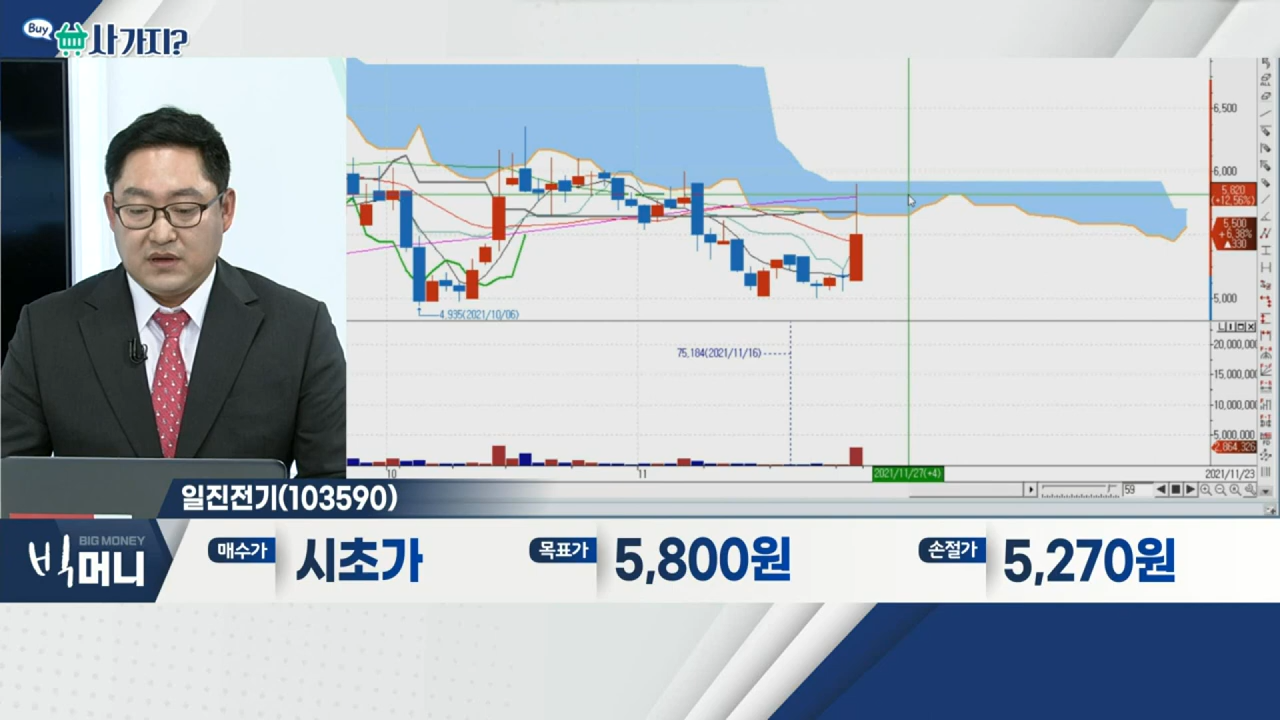 Buy
사가지?
6,500
6,000
5,820
(+12.56%)
5,500
+6.38%
▲330
4,935(2021/10/06)
5,000
75,184(2021/11/16)
20,000,00
15,000,00
10,000,00
5,000,00
2,864,326
10
11
2021/11/27(+4)
2021/11/23
59
일진전기(103590)
BIG MONEY
빅머니
매수가
시초가
목표가
5,800원
손절가
5,270원